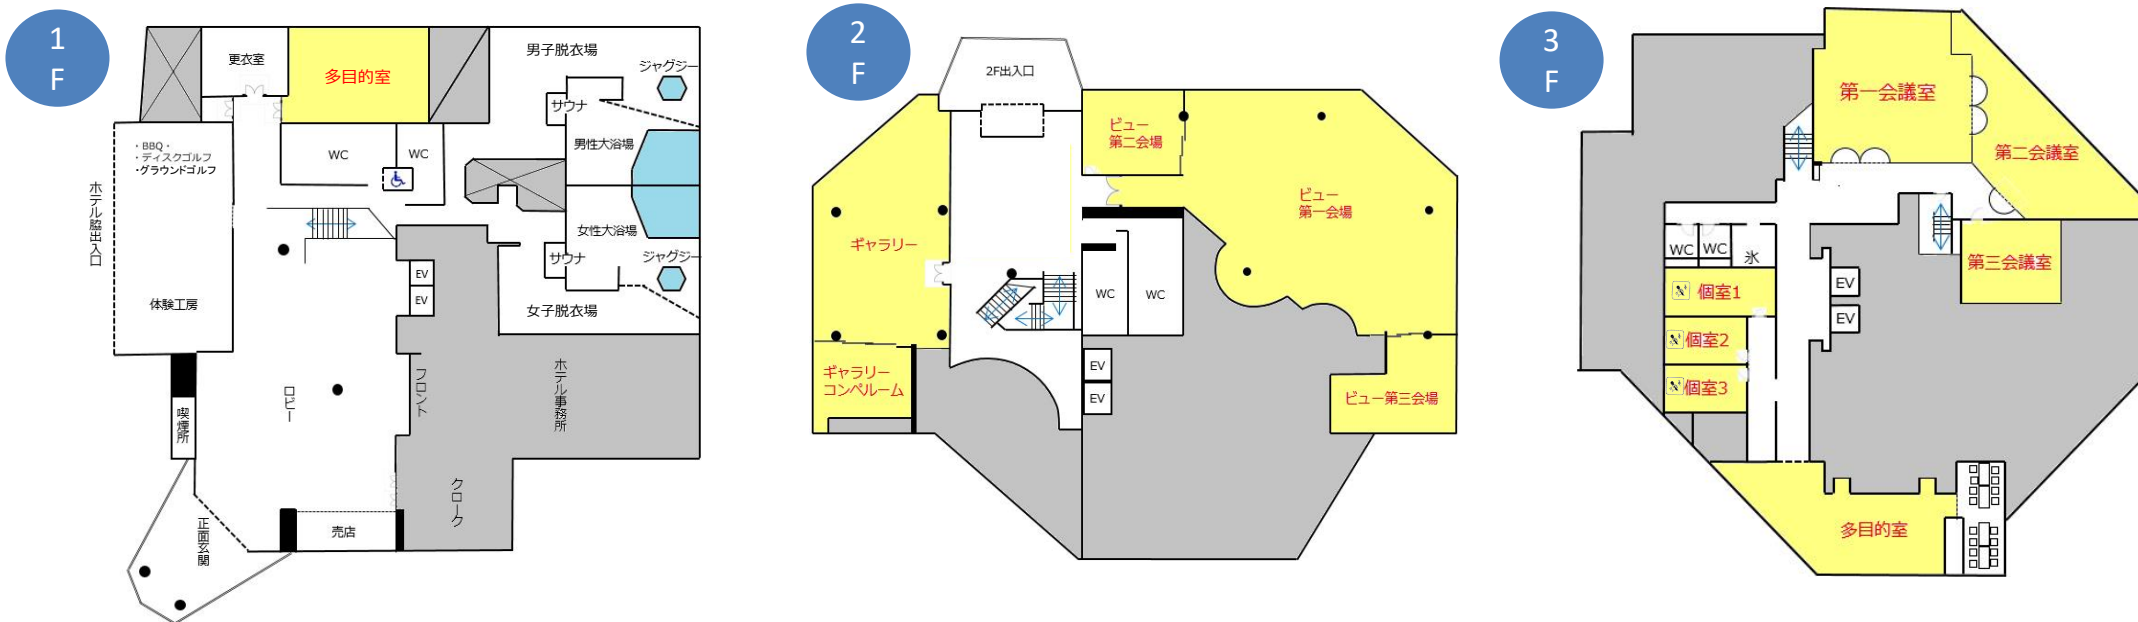 1
F
更衣室
多目的室
男子脱衣場
ジャグジー
サウナ
・BBQ・
・ディスクゴルフ
・グラウンドゴルフ
WC
WC
男性大浴場
ホテル脇出入口
女性大浴場
サウナ
ジャグジー
EV
EV
体験工房
女子脱衣場
ロビー
フロント
ホテル事務所
喫煙所
クローク
正面玄関
売店
2
F
2F出入口
ビュー
第二会場
ビュー
第一会場
ギャラリー
WC
WC
EV
EV
ギャラリー
コンペルーム
ビュー第三会場
3
F
第一会議室
第二会議室
WC
WC
氷
第三会議室
個室1
EV
EV
個室2
個室3
多目的室